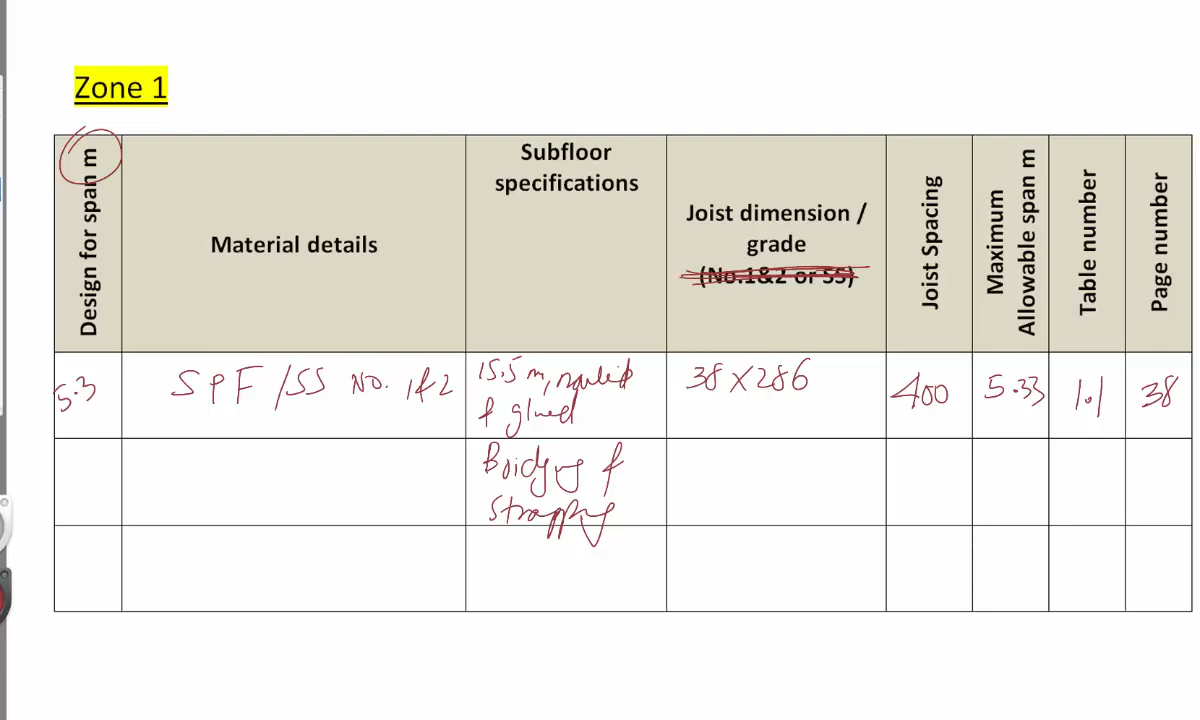 Zone 1
Design for span m
Material details
Subfloor
specifications
Joist dimension /
grade
(No.1&2 or SS)
Joist Spacing
Maximum
Allowable span m
Table number
Page number
5.3
SPF /SS No. 1&2
15.5 m, nailed
& glued
38 X 286
400
5.33
1.1
38
Bridging &
Strapping